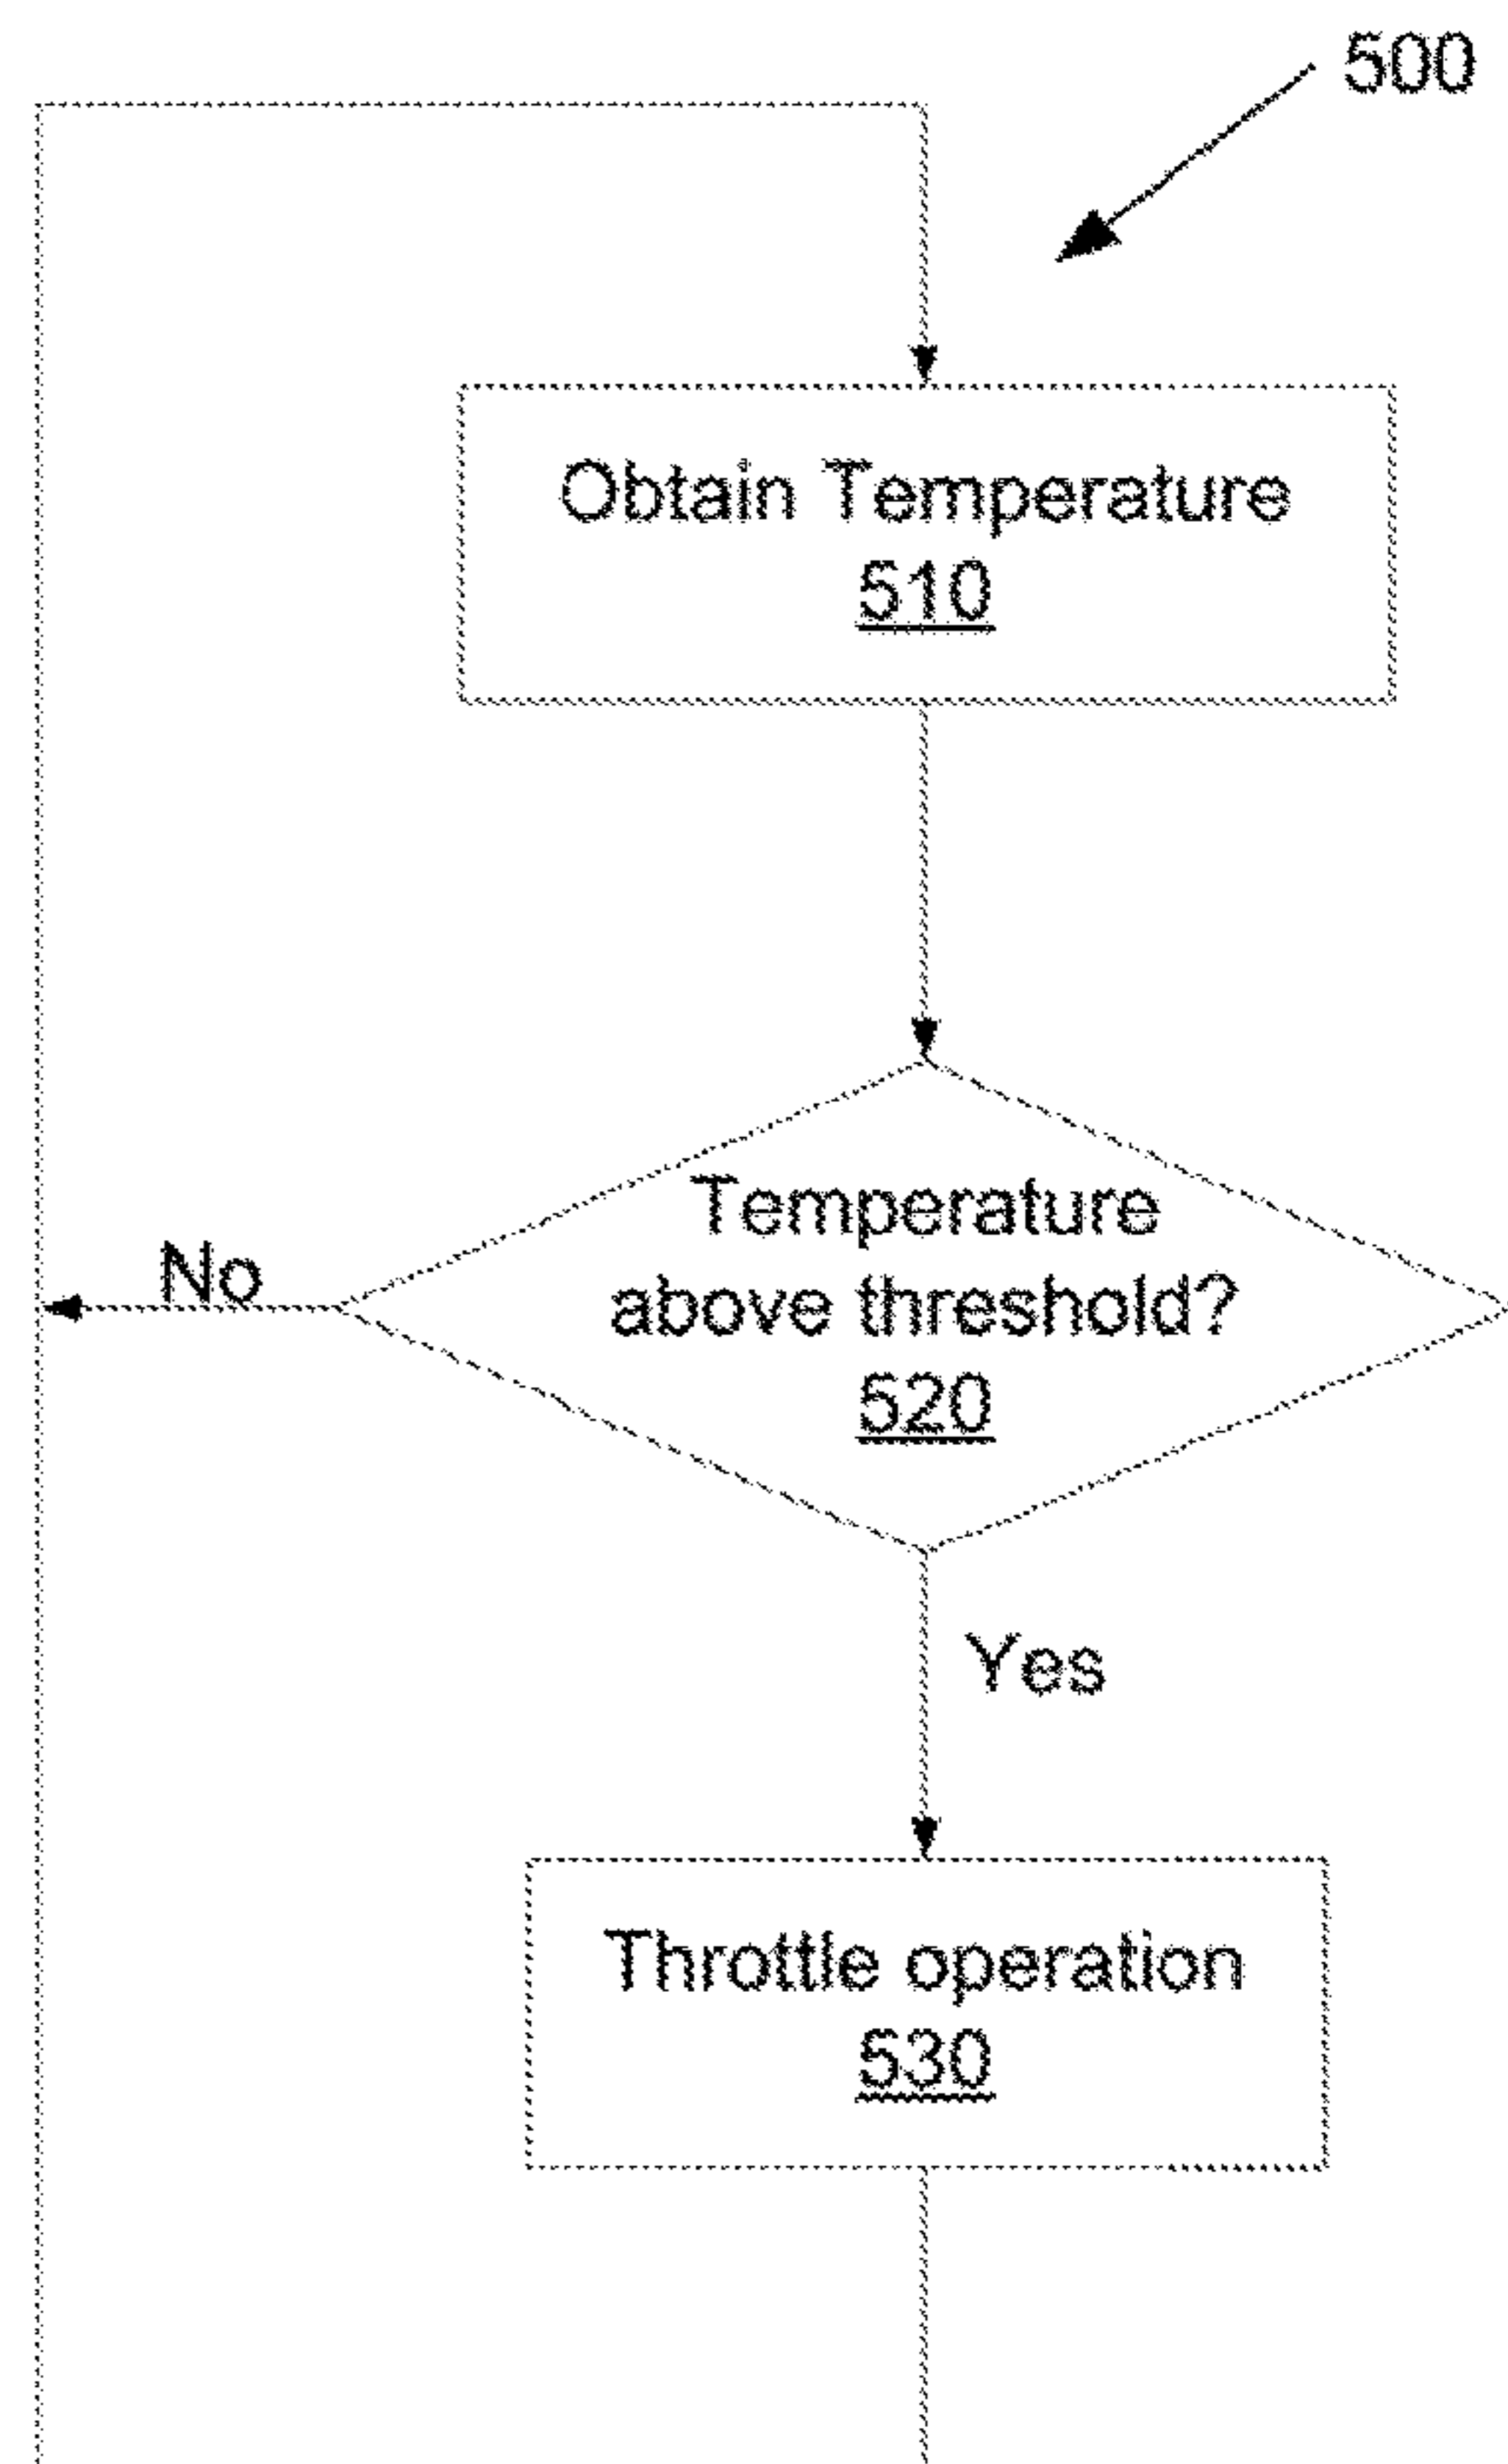 500
Obtain Temperature
510
Temperature
above threshold?
520
No
Yes
Throttle operation
530